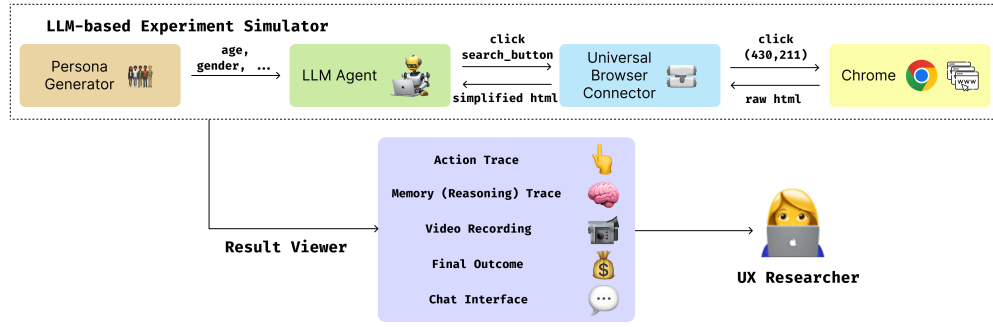 LLM-based Experiment Simulator
Persona
Generator
age,
gender, ...
LLM Agent
click
search_button
simplified html
Universal
Browser
Connector
click
(430,211)
raw html
Chrome
WWW
Action Trace
Memory (Reasoning) Trace
Video Recording
Final Outcome
Chat Interface
Result Viewer
UX Researcher